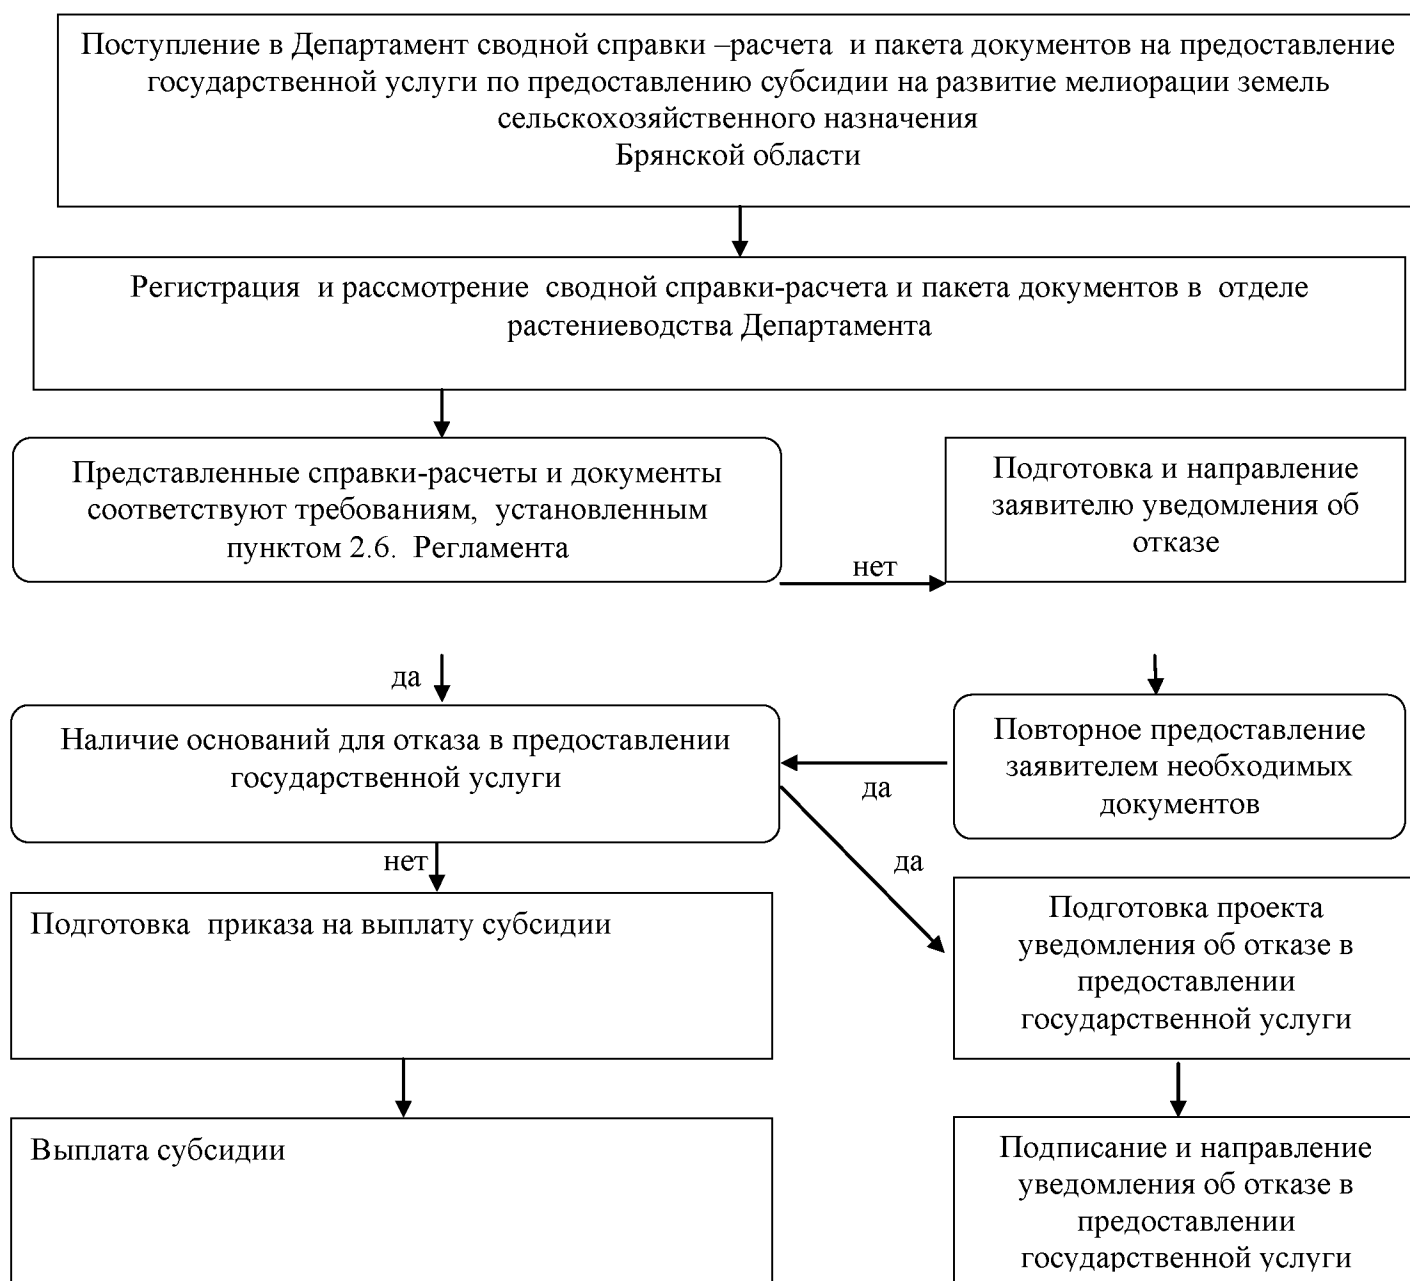 Поступление в Департамент сводной справки –расчета и пакета документов на предоставление
государственной услуги по предоставлению субсидии на развитие мелиорации земель
сельскохозяйственного назначения
Брянской области
Регистрация и рассмотрение сводной справки-расчета и пакета документов в отделе
растениеводства Департамента
Представленные справки-расчеты и документы
соответствуют требованиям, установленным
пунктом 2.6. Регламента
Подготовка и направление
заявителю уведомления об
отказе
нет
да
Наличие оснований для отказа в предоставлении
государственной услуги
Повторное предоставление
заявителем необходимых
документов
да
нет
да
Подготовка приказа на выплату субсидии
Подготовка проекта
уведомления об отказе в
предоставлении
государственной услуги
Выплата субсидии
Подписание и направление
уведомления об отказе в
предоставлении
государственной услуги